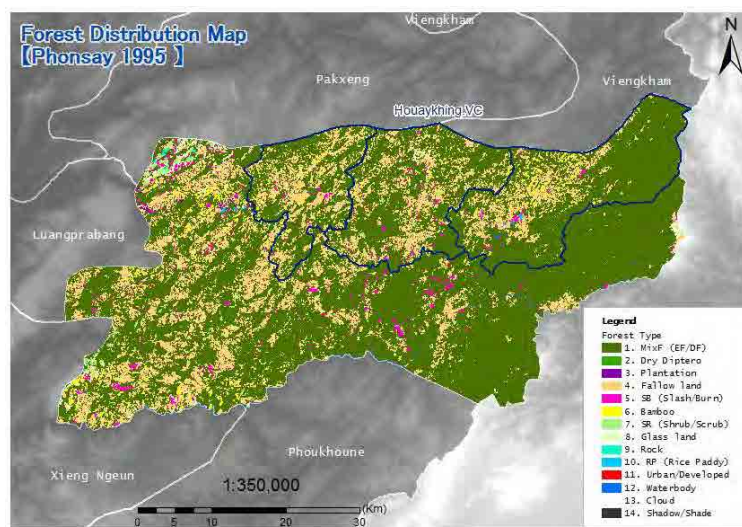 Forest Distribution Map
【Phonsay 1995 】
Viengkham
N
Pakxeng
Viengkham
Houaykhing VC
Luangprabang
Legend
Forest Type
1. MixF (EF/DF)
2. Dry Diptero
3. Plantation
4. Fallow land
5. SB (Slash/Burn)
6. Bamboo
7. SR (Shrub/Scrub)
8. Glass land
9. Rock
10. RP (Rice Paddy)
11. Urban/Developed
12. Waterbody
13. Cloud
14. Shadow/Shade
Phoukhoune
Xieng Ngeun
1:350,000
(Km)
0 5 10 20 30